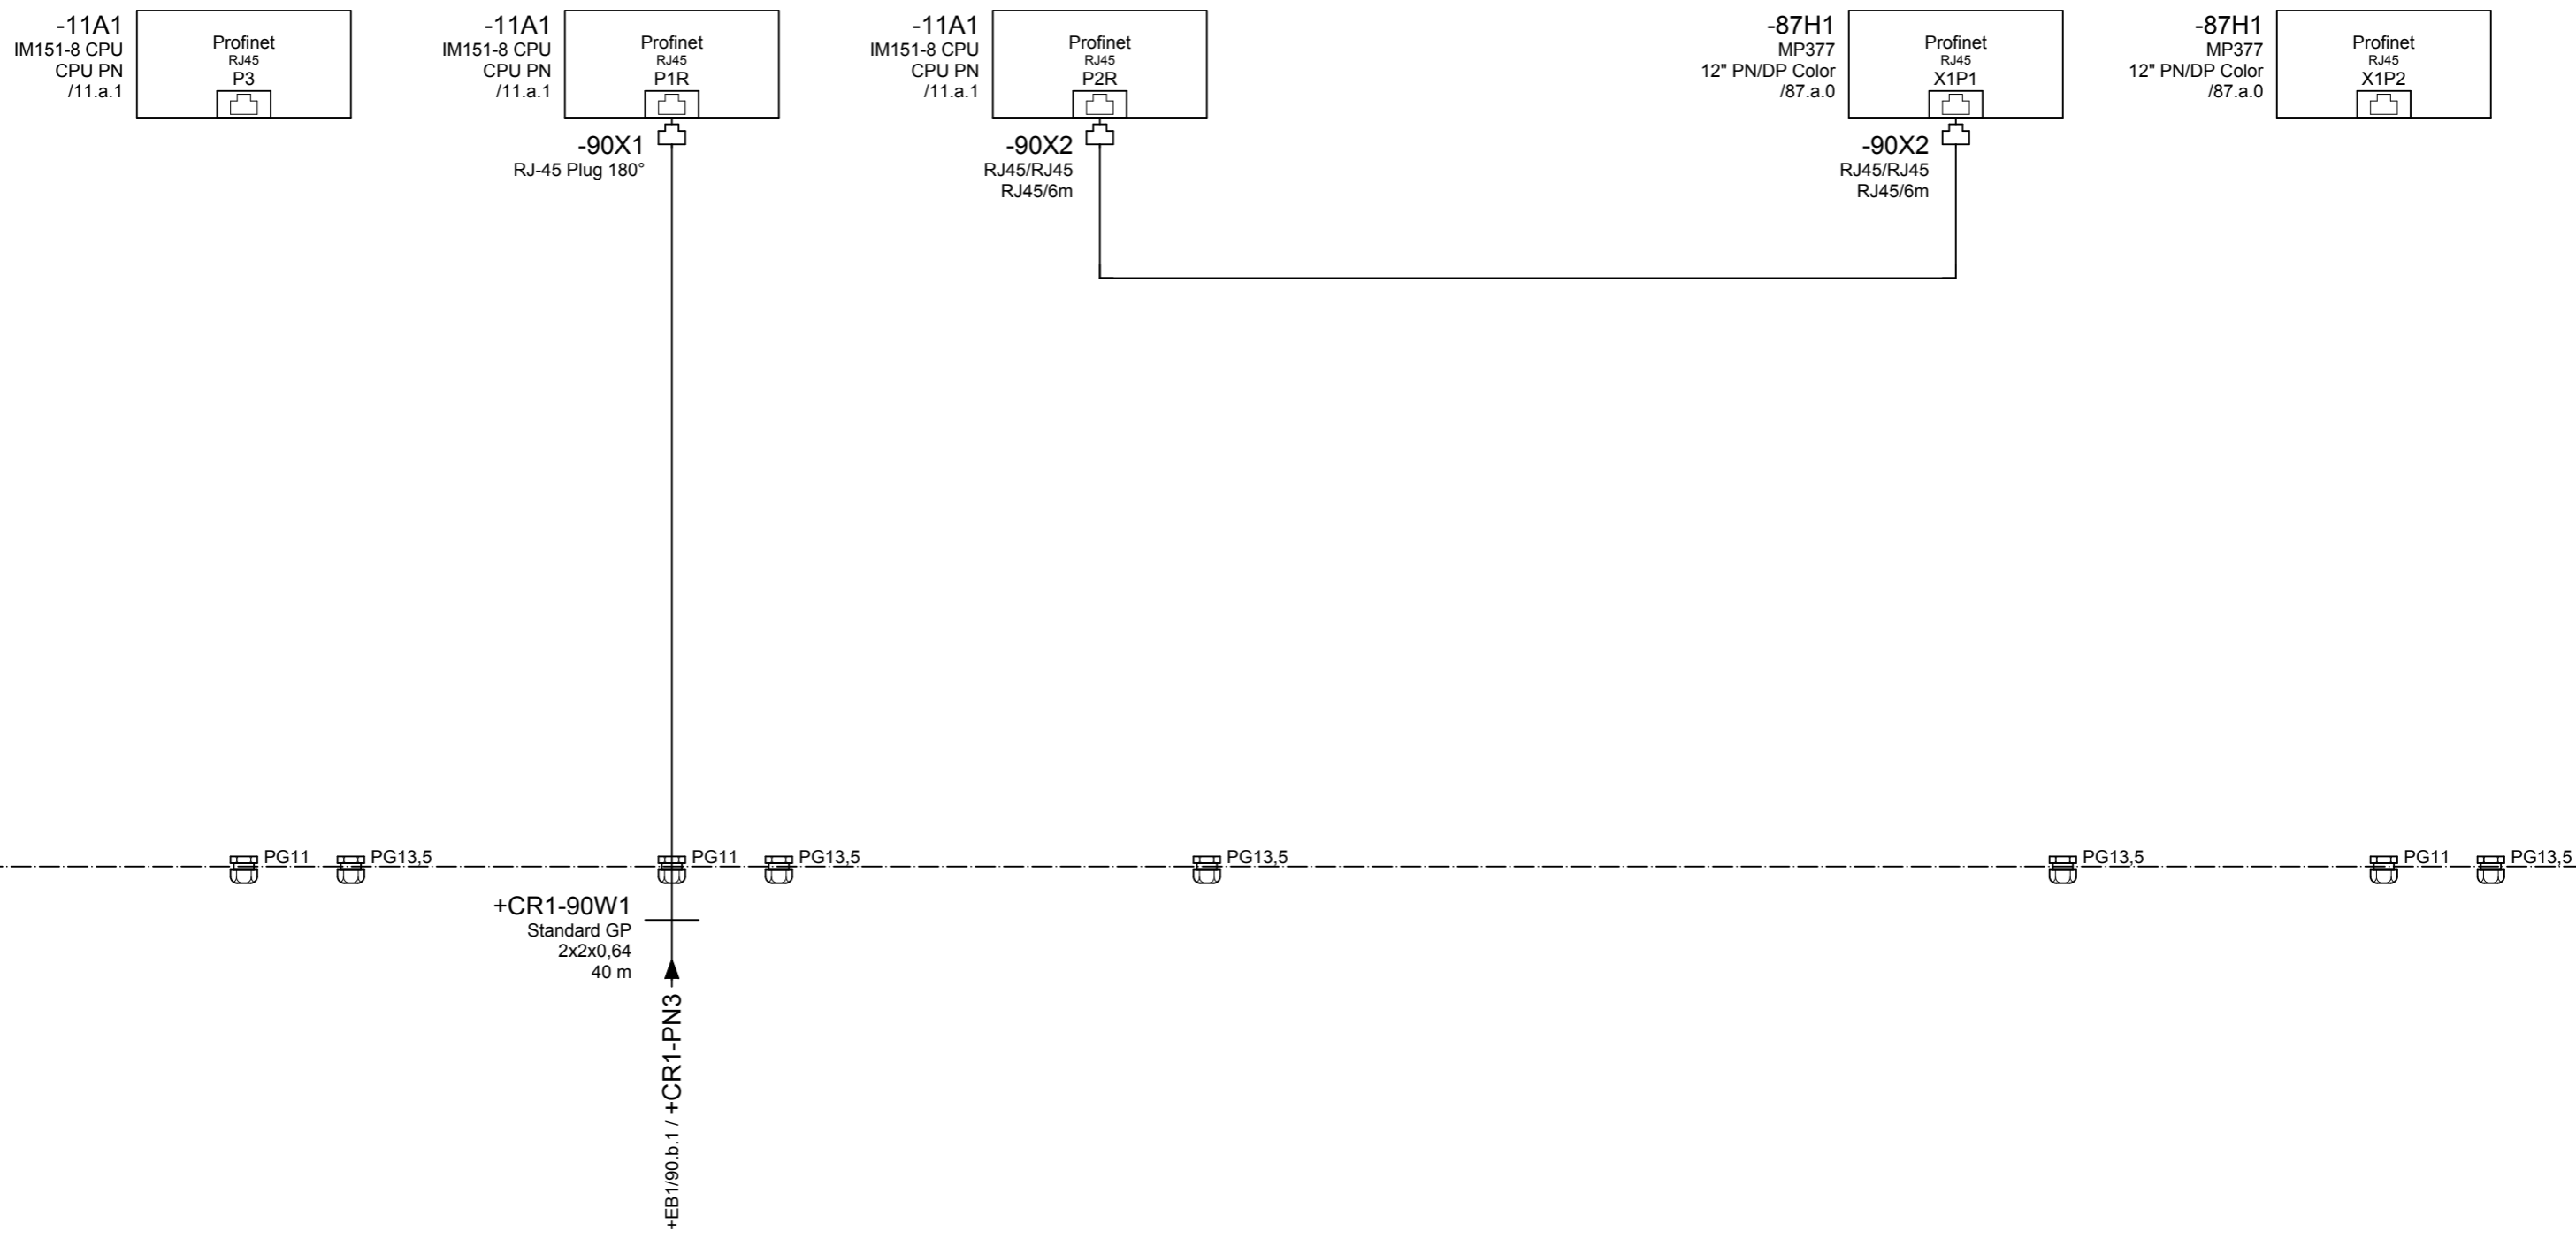 -11A1
IM151-8 CPU
CPU PN
/11.a.1
Profinet
RJ45
P3
-11A1
IM151-8 CPU
CPU PN
/11.a.1
Profinet
RJ45
P1R
-90X1
RJ-45 Plug 180°
-11A1
IM151-8 CPU
CPU PN
/11.a.1
Profinet
RJ45
P2R
-90X2
RJ45/RJ45
RJ45/6m
-87H1
MP377
12" PN/DP Color
/87.a.0
Profinet
RJ45
X1P1
-90X2
RJ45/RJ45
RJ45/6m
-87H1
MP377
12" PN/DP Color
/87.a.0
Profinet
RJ45
X1P2
PG11
PG13,5
PG11
PG13,5
PG13,5
PG13,5
PG11
PG13,5
+CR1-90W1
Standard GP
2x2x0,64
40 m
+EB1/90.b.1 / +CR1-PN3